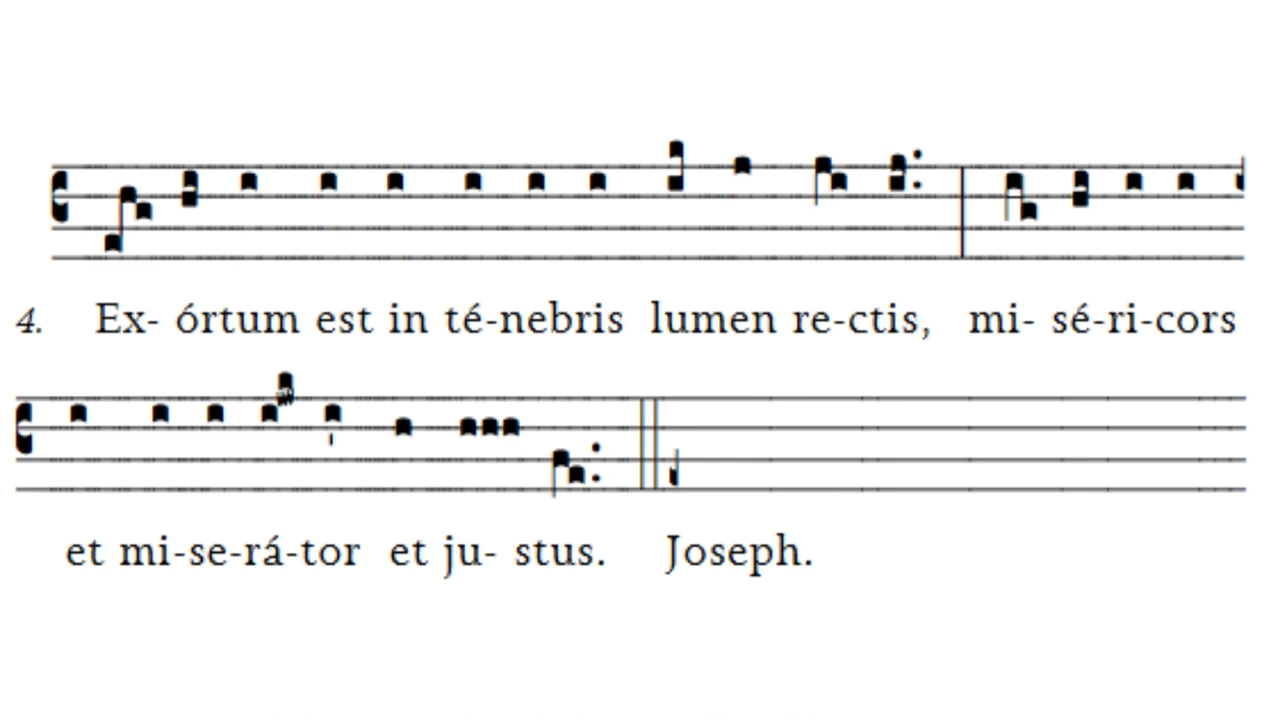 4. Ex- órtum est in té-nebris lumen re-ctis, mi- sé-ri-cors
et mi-se-rá-tor et ju- stus. Joseph.